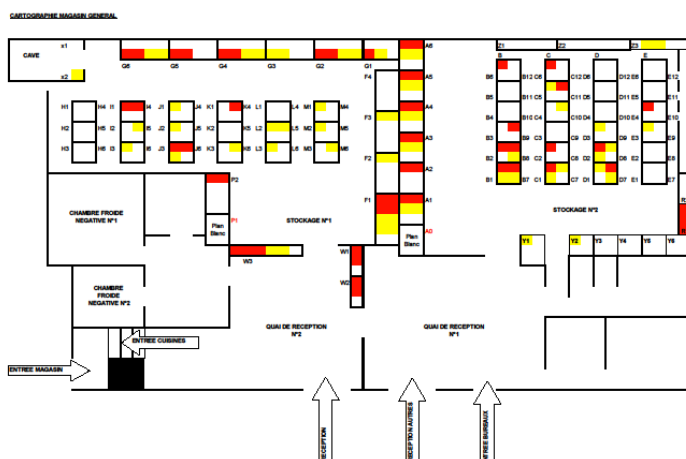 CARTOGRAPHIE MAGASIN GENERAL
x1
CAVE
x2
G6 G5 G4 G3 G2 G1
A6
Z1 Z2 Z3
B C D E
F4
A5
B6 B12 C6 C12 D6 D12 E6 E12
B5 B11 C5 C11 D5 D11 E5 E11
H1 H4 I1 I4 J1 J4 K1 K4 L1 L4 M1 M4
A4
B4 B10 C4 C10 D4 D10 E4 E10
F3
H2 H5 I2 I5 J2 J5 K2 K5 L2 L5 M2 M5
A3
B3 B9 C3 C9 D3 D9 E3 E9
H3 H6 I3 I6 J3 J6 K3 K6 L3 L6 M3 M6
F2
B2 B8 C2 C8 D2 D8 E2 E8
A2
P2
B1 B7 C1 C7 D1 D7 E1 E7
F1
A1
CHAMBRE FROIDE
NEGATIVE N°1
P1
Plan
Blanc
STOCKAGE N°1
Plan
Blanc
A0
STOCKAGE N°2
Y1 Y2 Y3 Y4 Y5 Y6
W3
W1
W2
CHAMBRE
FROIDE
NEGATIVE N°2
QUAI DE RECEPTION
N°2
QUAI DE RECEPTION
N°1
ENTREE CUISINES
ENTREE MAGASIN
RECEPTION
RECEPTION AUTRES
ENTREE BUREAUX